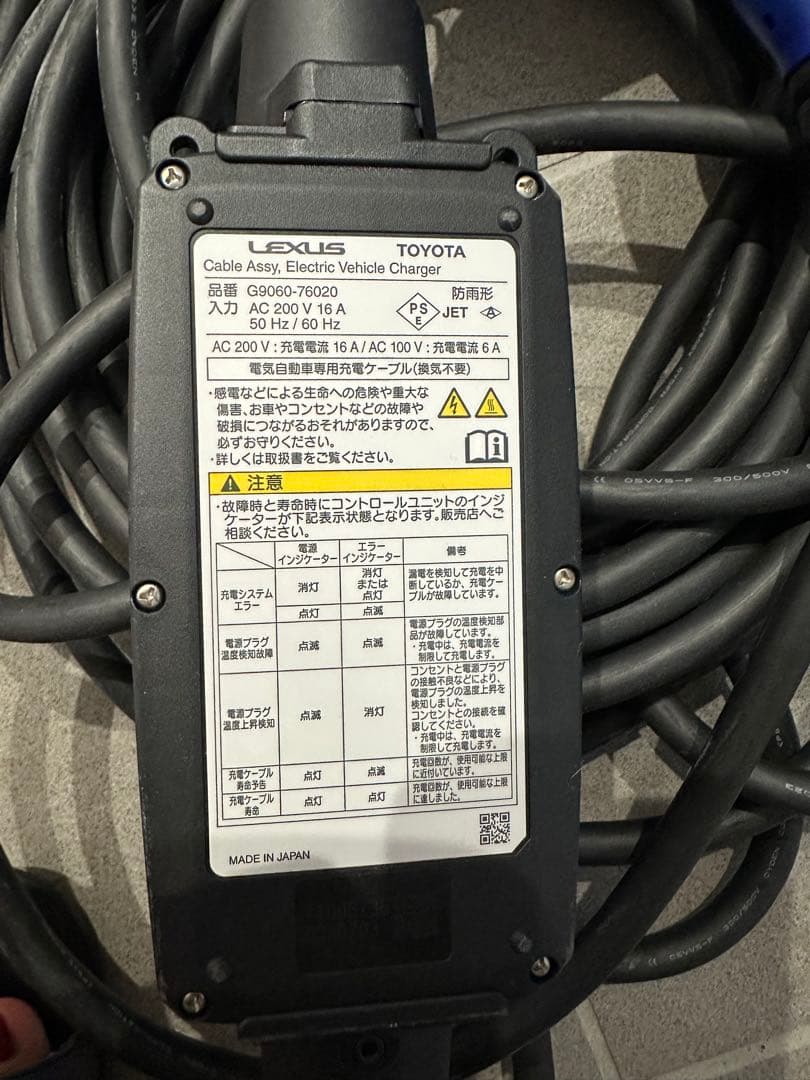 LEXUS TOYOTA
Cable Assy, Electric Vehicle Charger
品番 G9060-76020 防雨形
入力 AC 200 V 16 A
50 Hz / 60 Hz
PS
E
JET
AC 200 V : 充電電流 16 A / AC 100 V : 充電電流 6 A
電気自動車専用充電ケーブル(換気不要)
・感電などによる生命への危険や重大な
傷害、お車やコンセントなどの故障や
破損につながるおそれがありますので、
必ずお守りください。
・詳しくは取扱書をご覧ください。
注意
・故障時と寿命時にコントロールユニットのインジ
ケーターが下記表示状態となります。販売店へご
相談ください。
電源
インジケーター
エラー
インジケーター
備考
充電システム
エラー
消灯
消灯
または
点灯
漏電を検知して充電を中
断しているか、充電ケー
ブルが故障しています。
点灯
点滅
電源プラグ
温度検知故障
点滅
点滅
電源プラグの温度検知部
品が故障しています。
・充電中は、充電電流を
制限して充電します。
電源プラグ
温度上昇検知
点滅
消灯
コンセントと電源プラグ
の接触不良などにより、
電源プラグの温度上昇を
検知しました。
コンセントとの接続を確
認してください。
・充電中は、充電電流を
制限して充電します。
充電ケーブル
寿命予告
点灯
点滅
充電回数が、使用可能な上限
に近付いています。
充電ケーブル
寿命
点灯
点灯
充電回数が、使用可能な上限
に達しました。
MADE IN JAPAN
05VVS-F 300/500V
300/500V